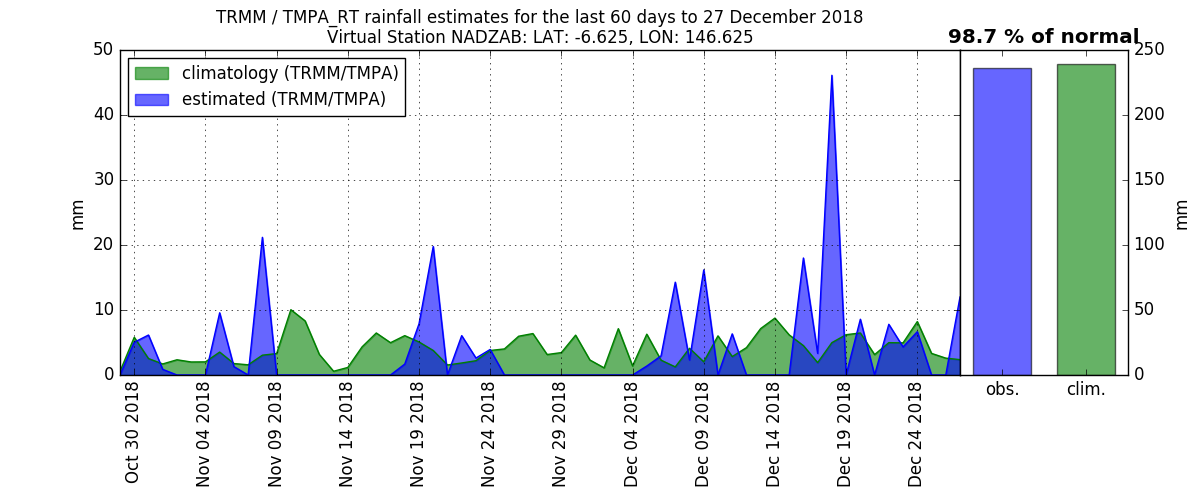 TRMM / TMPA_RT rainfall estimates for the last 60 days to 27 December 2018
Virtual Station NADZAB: LAT: -6.625, LON: 146.625
98.7 % of normal
climatology (TRMM/TMPA)
estimated (TRMM/TMPA)
50
40
30
20
10
0
mm
Oct 30 2018
Nov 04 2018
Nov 09 2018
Nov 14 2018
Nov 19 2018
Nov 24 2018
Nov 29 2018
Dec 04 2018
Dec 09 2018
Dec 14 2018
Dec 19 2018
Dec 24 2018
obs.
clim.
250
200
150
100
50
0
mm